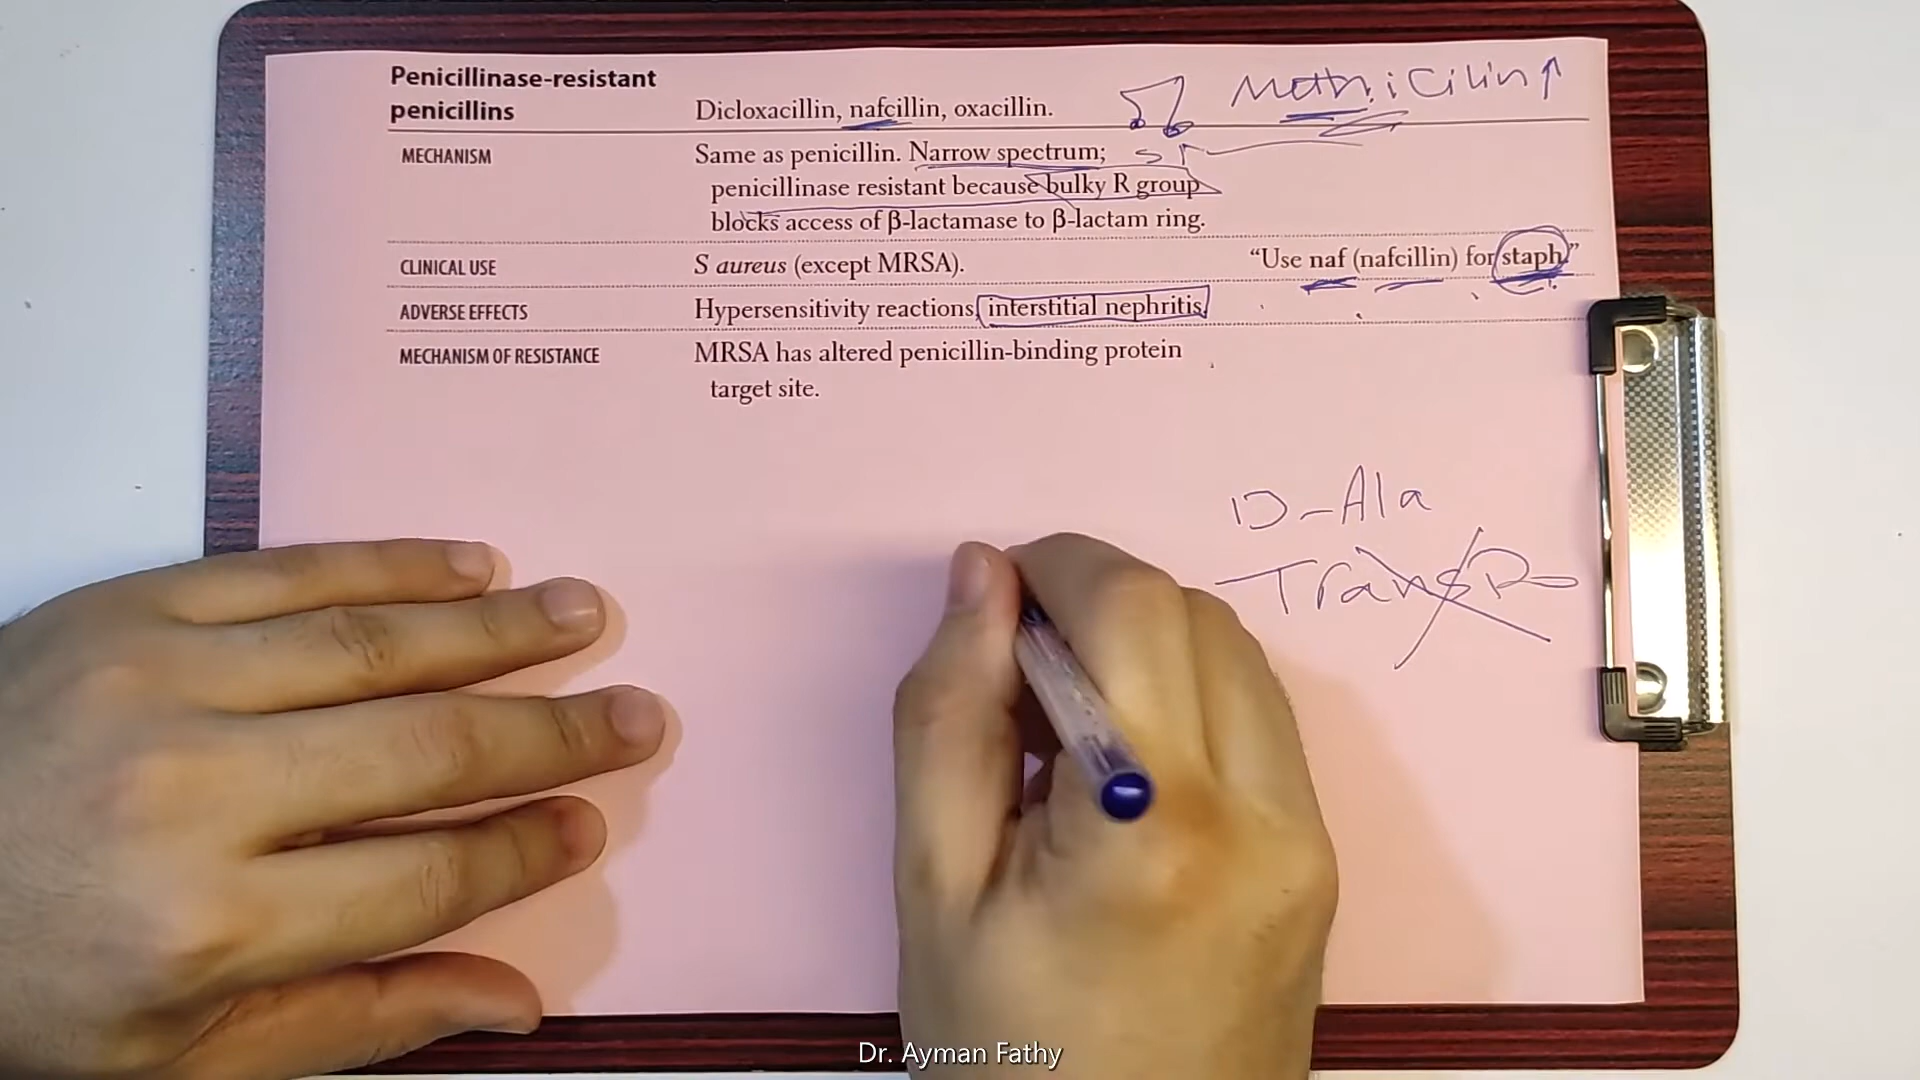 Penicillinase-resistant
penicillins
Dicloxacillin, nafcillin, oxacillin.
Methicilin
MECHANISM
Same as penicillin. Narrow spectrum;
penicillinase resistant because bulky R group
blocks access of β-lactamase to β-lactam ring.
CLINICAL USE
S aureus (except MRSA).
“Use naf (nafcillin) for staph.”
ADVERSE EFFECTS
Hypersensitivity reactions, interstitial nephritis.
MECHANISM OF RESISTANCE
MRSA has altered penicillin-binding protein
target site.
D-Ala
TransP
Dr. Ayman Fathy